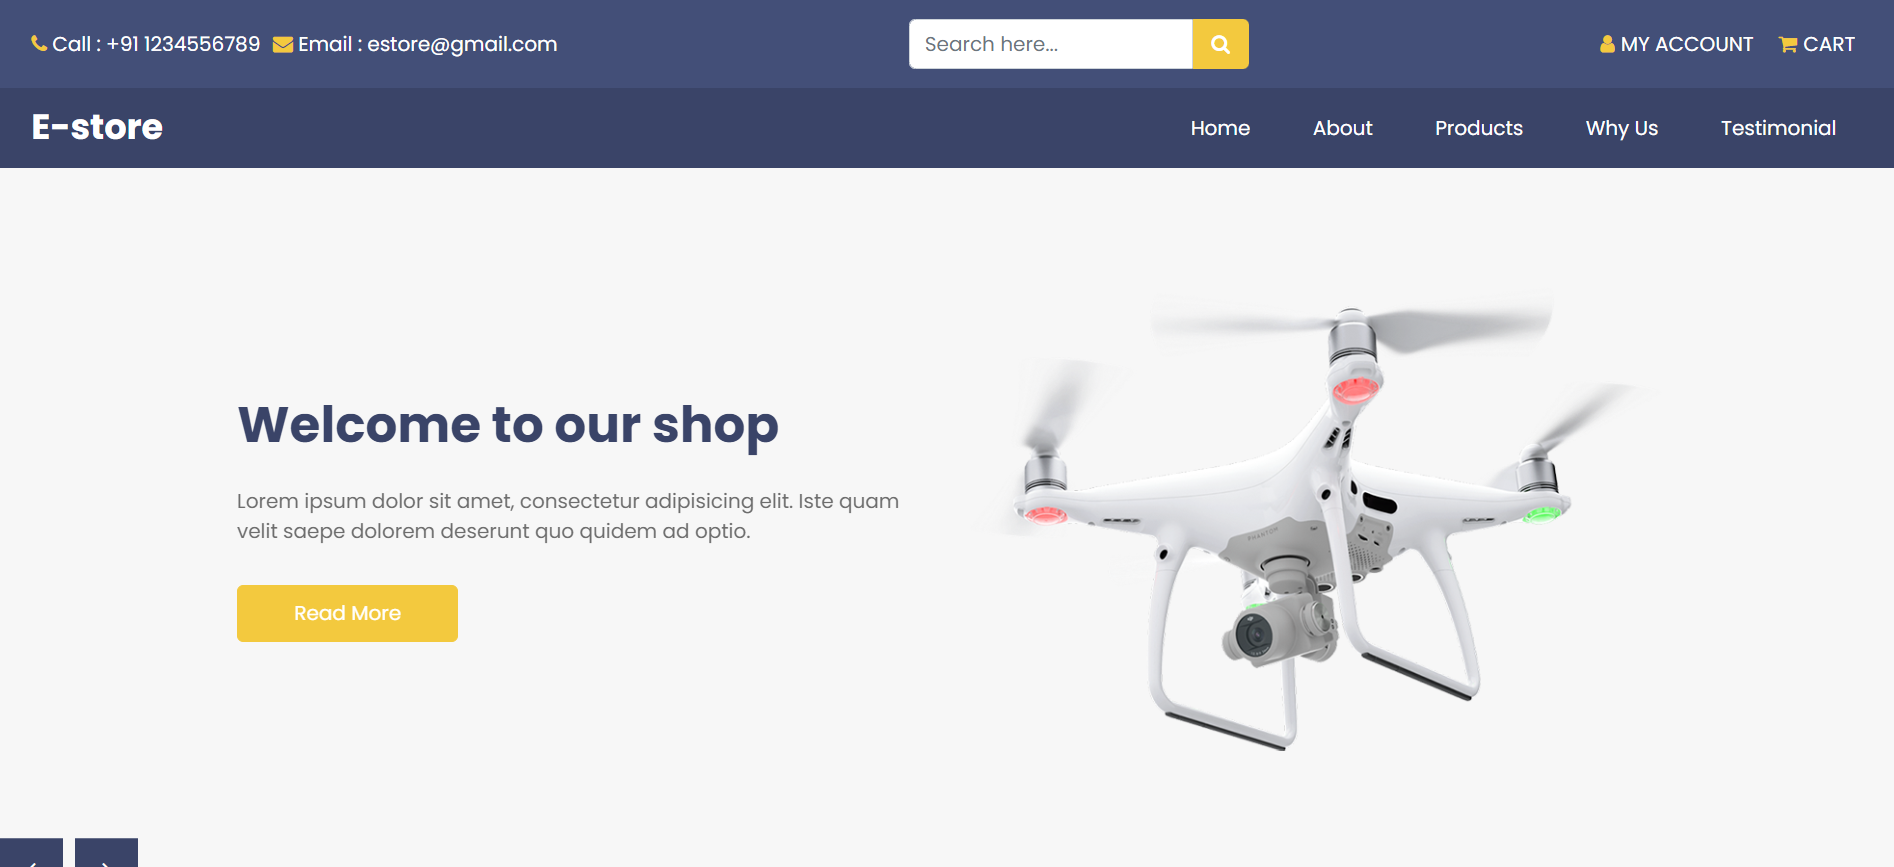 Call : +91 1234556789 Email : estore@gmail.com
Search here...
MY ACCOUNT CART
E-store
Home About Products Why Us Testimonial
Welcome to our shop
Lorem ipsum dolor sit amet, consectetur adipisicing elit. Iste quam
velit saepe dolorem deserunt quo quidem ad optio.
Read More
PHANTOM